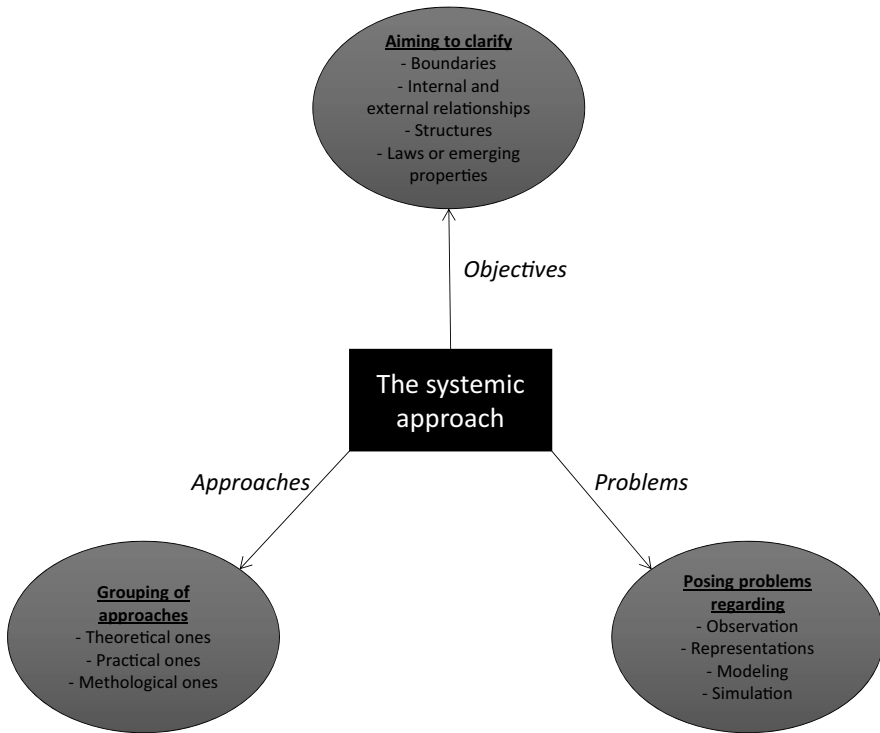 Aiming to clarify
- Boundaries
- Internal and
external relationships
- Structures
- Laws or emerging
properties
Objectives
The systemic
approach
Approaches
Problems
Grouping of
approaches
- Theoretical ones
- Practical ones
- Methological ones
Posing problems
regarding
- Observation
- Representations
- Modeling
- Simulation